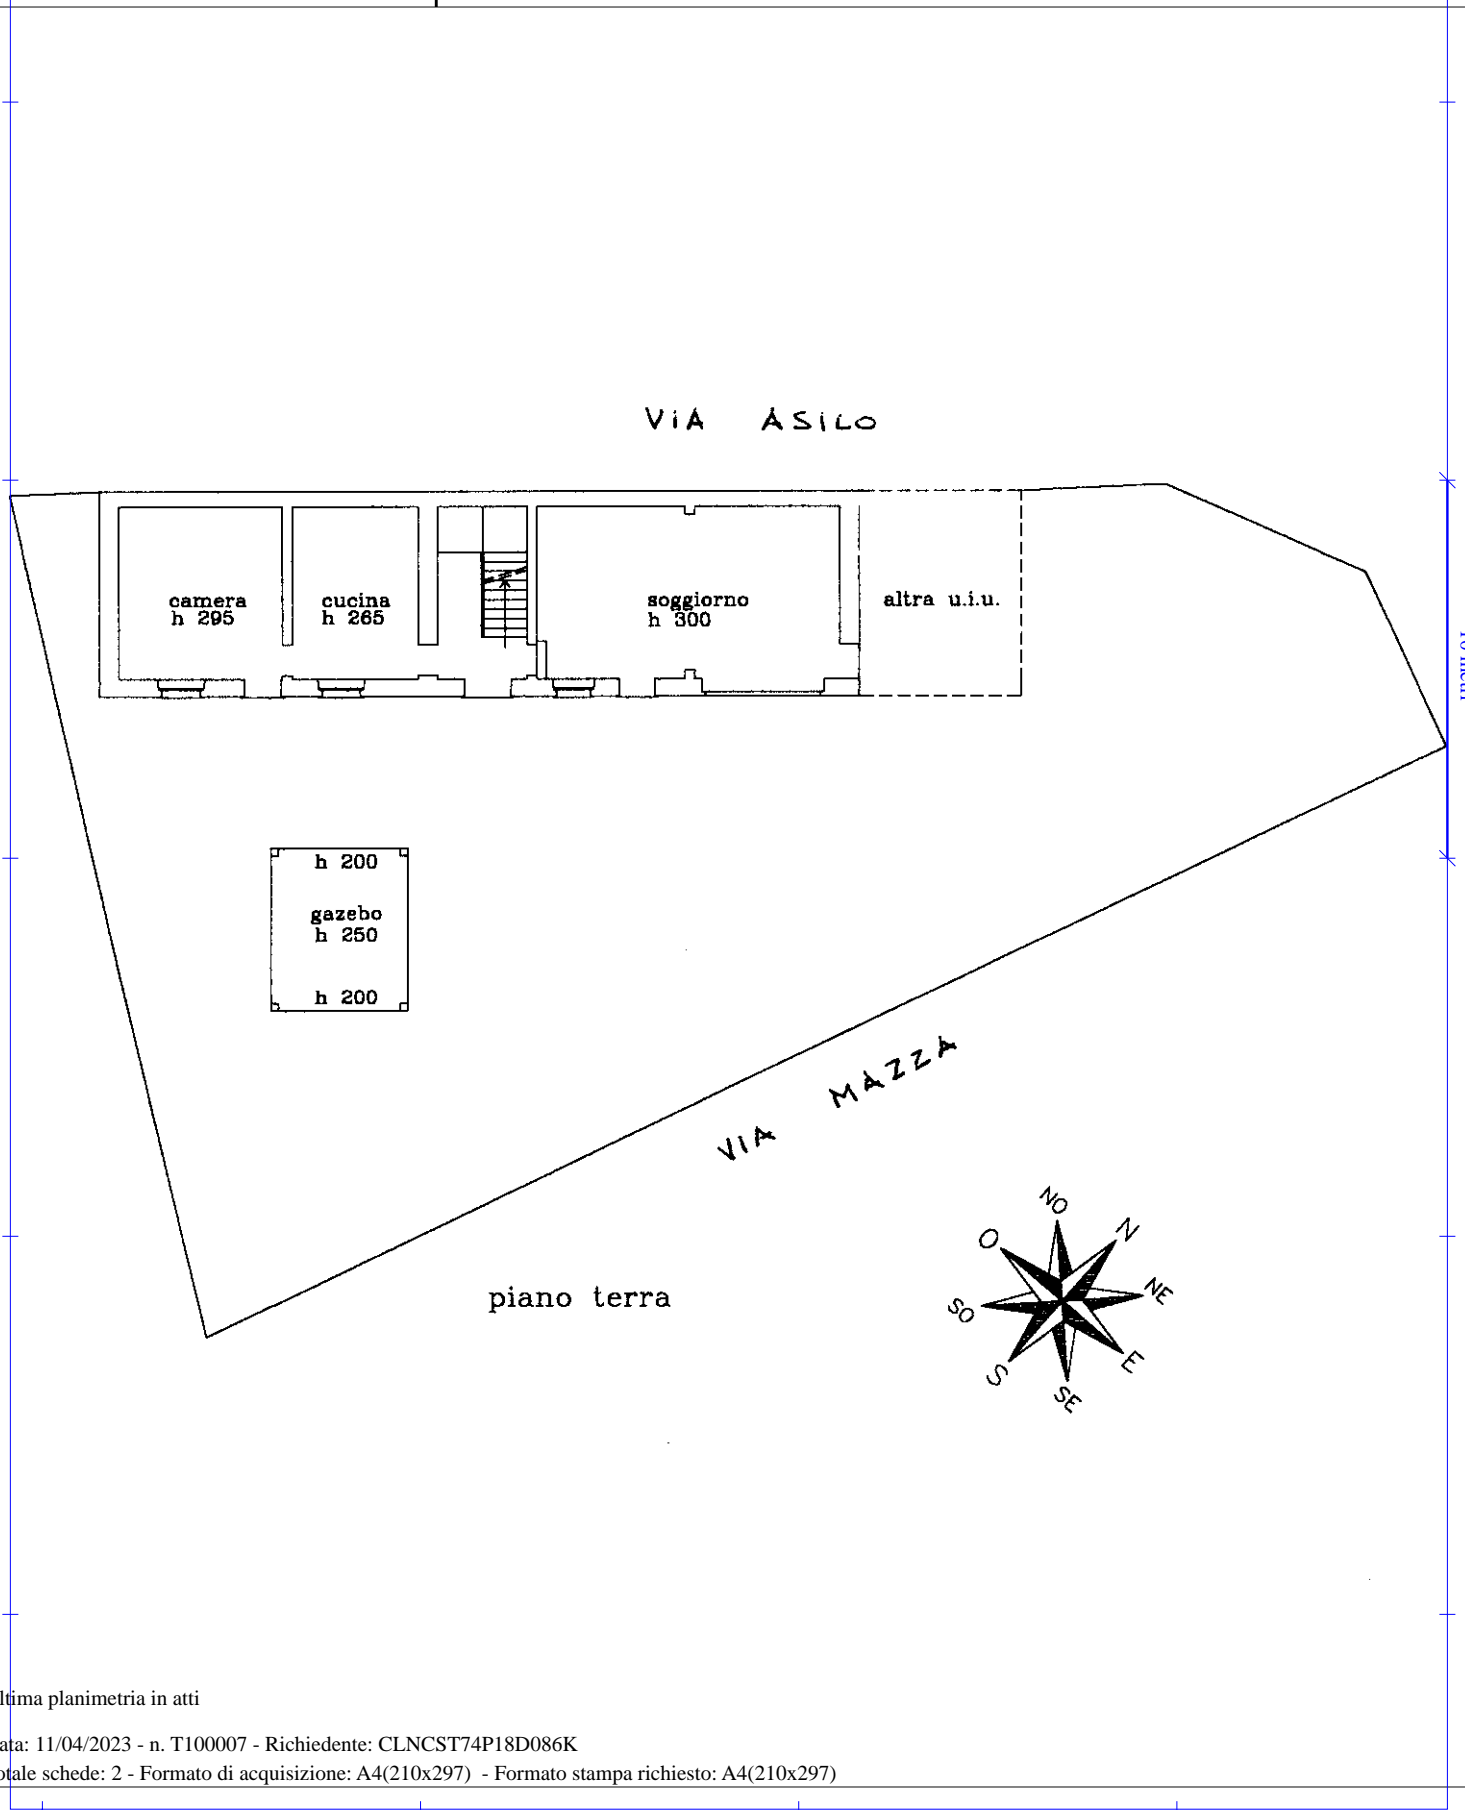 VIA ASILO
camera
h 295
cucina
h 265
soggiorno
h 300
altra u.i.u.
10 metri
h 200
gazebo
h 250
h 200
VIA MAZZA
piano terra
NO
N
NE
E
SE
S
SO
O
ltima planimetria in atti
ata: 11/04/2023 - n. T100007 - Richiedente: CLNCST74P18D086K
otale schede: 2 - Formato di acquisizione: A4(210x297) - Formato stampa richiesto: A4(210x297)